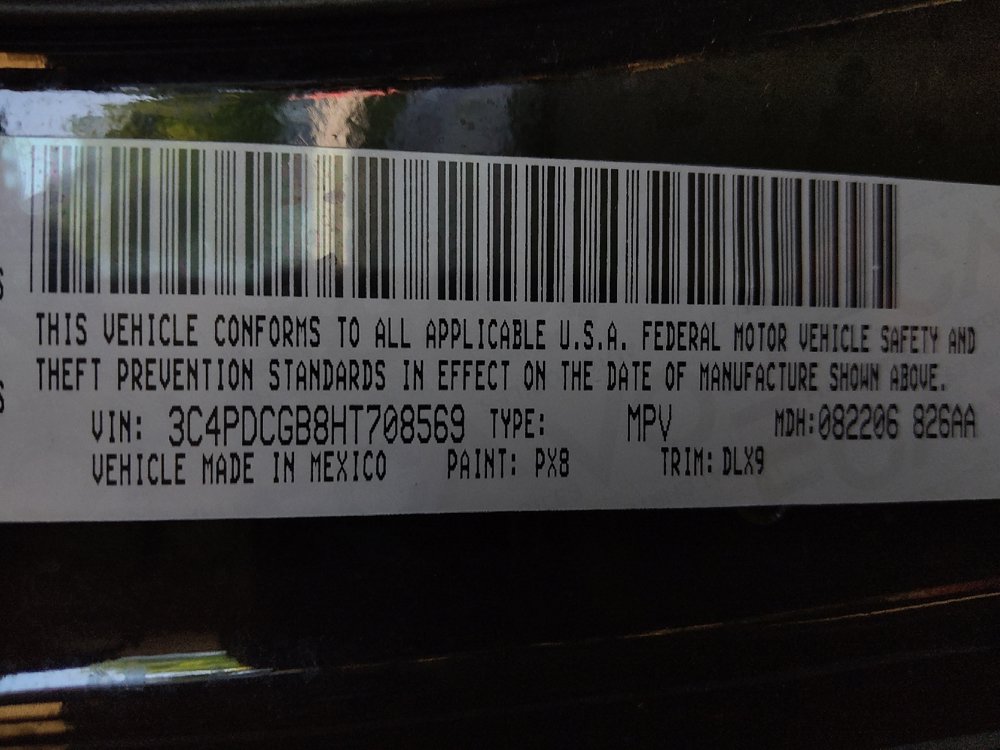 THIS VEHICLE CONFORMS TO ALL APPLICABLE U.S.A. FEDERAL MOTOR VEHICLE SAFETY AND
THEFT PREVENTION STANDARDS IN EFFECT ON THE DATE OF MANUFACTURE SHOWN ABOVE.
VIN: 3C4PDCGB8HT708569 TYPE: MPV MDH:082206 826AA
VEHICLE MADE IN MEXICO PAINT: PX8 TRIM: DLX9